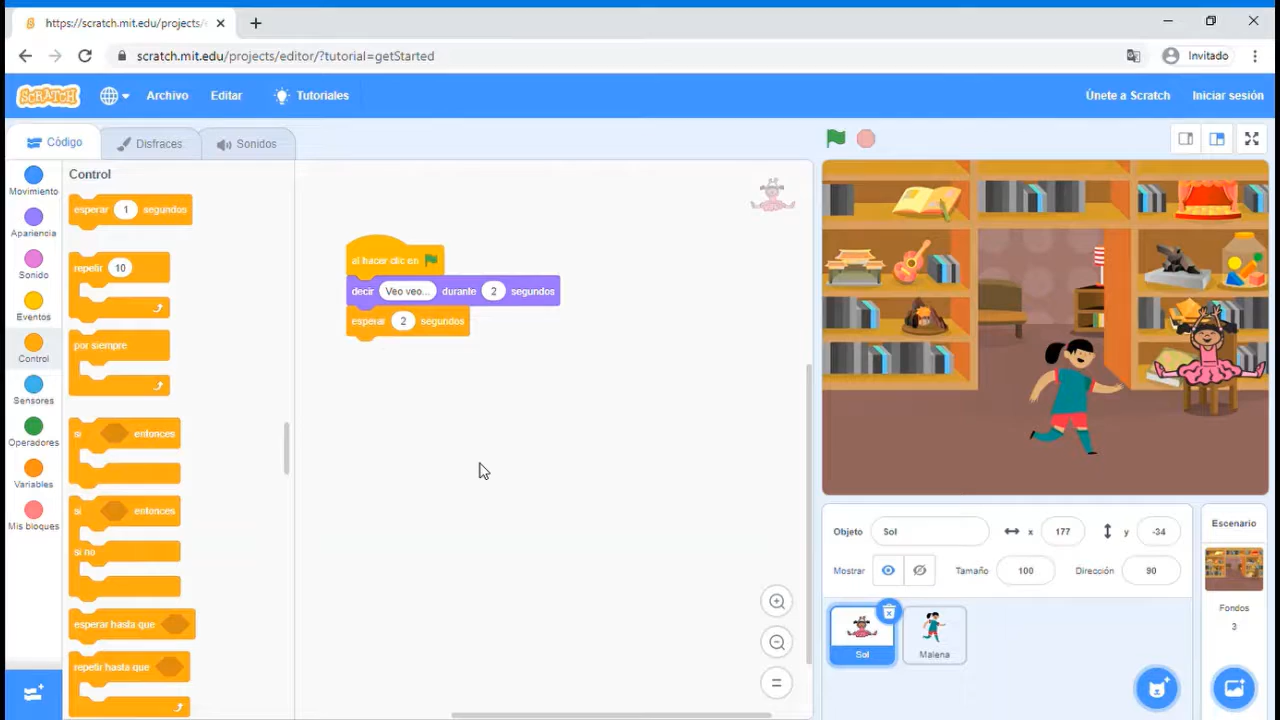 https://scratch.mit.edu/projects/
scratch.mit.edu/projects/editor/?tutorial=getStarted
Invitado
SCRATCH
Archivo
Editar
Tutoriales
Únete a Scratch
Iniciar sesión
Código
Disfraces
Sonidos
Movimiento
Apariencia
Sonido
Eventos
Control
Sensores
Operadores
Variables
Mis bloques
Control
esperar 1 segundos
repetir 10
por siempre
si entonces
si entonces
si no
esperar hasta que
repetir hasta que
al hacer clic en
decir Veo veo... durante 2 segundos
esperar 2 segundos
Objeto Sol x 177 y -34
Mostrar Tamaño 100 Dirección 90
Sol
Malena
Escenario
Fondos
3